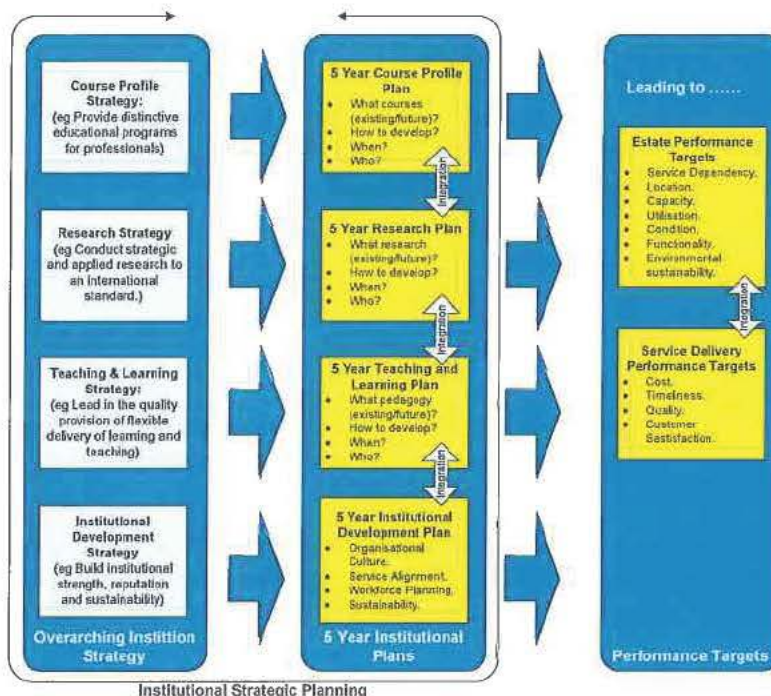 Course Profile
Strategy:
(eg Provide distinctive
educational programs
for professionals)
Research Strategy
(eg Conduct strategic
and applied research to
an international
standard.)
Teaching & Learning
Strategy:
(eg Lead in the quality
provision of flexible
delivery of learning and
teaching)
Institutional
Development
Strategy
(eg Build institutional
strength, reputation
and sustainability)
Overarching Instittion
Strategy
5 Year Course Profile
Plan
• What courses
(existing/future)?
• How to develop?
• When?
• Who?
Integration
5 Year Research Plan
• What research
(existing/future)?
• How to develop?
• When?
• Who?
Integration
5 Year Teaching and
Learning Plan
• What pedagogy
(existing/future)?
• How to develop?
• When?
• Who?
Integration
5 Year Institutional
Development Plan
• Organisational
Culture.
• Service Alignment.
• Workforce Planning.
• Sustainability.
5 Year Institutional
Plans
Leading to ......
Estate Performance
Targets
• Service Dependency.
• Location.
• Capacity.
• Utilisation.
• Condition.
• Functionality.
• Environmental
sustainability.
Integration
Service Delivery
Performance Targets
• Cost.
• Timeliness.
• Quality.
• Customer
Sastisfaction.
Performance Targets
Institutional Strategic Planning